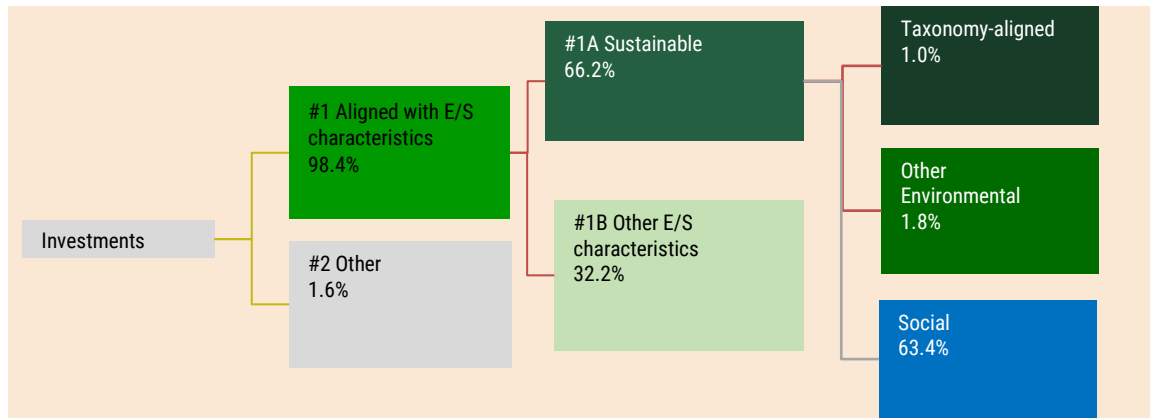 Investments
#1 Aligned with E/S
characteristics
98.4%
#2 Other
1.6%
#1A Sustainable
66.2%
#1B Other E/S
characteristics
32.2%
Taxonomy-aligned
1.0%
Other
Environmental
1.8%
Social
63.4%